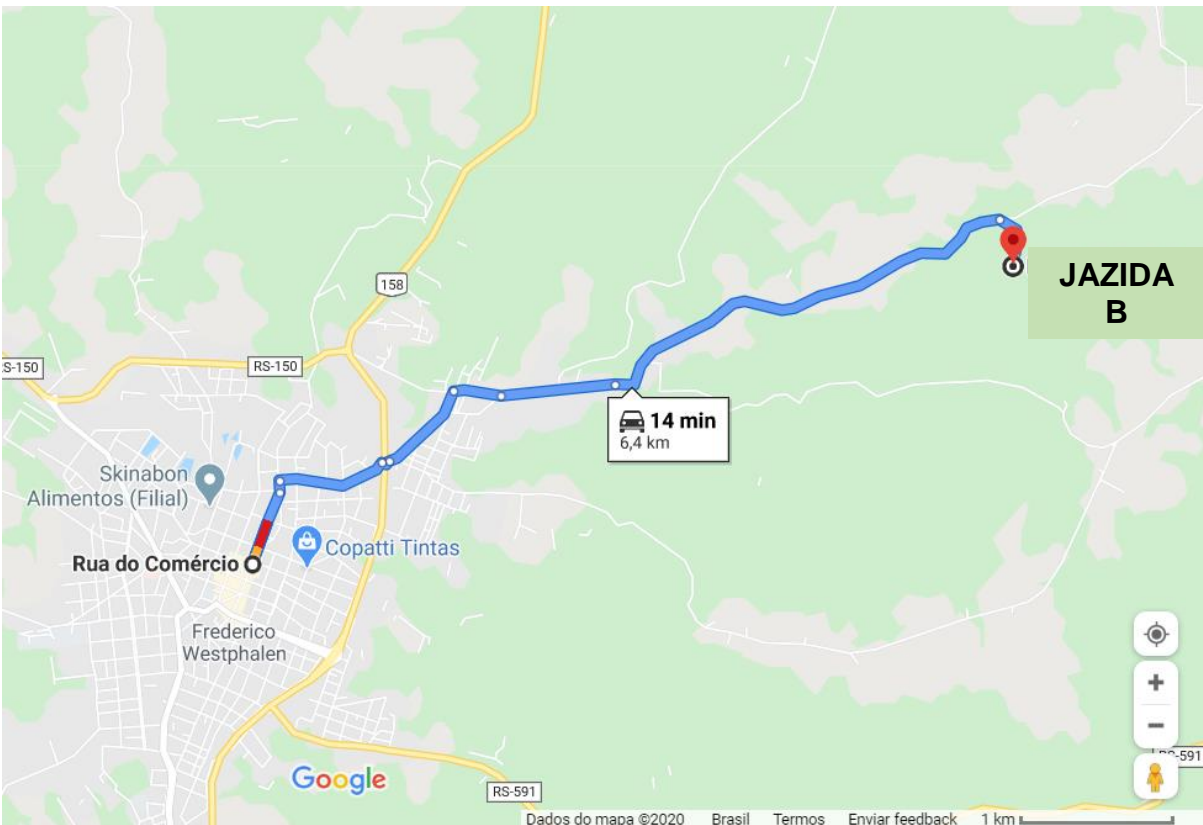 158
JAZIDA
B
S-150
RS-150
14 min
6,4 km
Skinabon
Alimentos (Filial)
Copatti Tintas
Rua do Comércio
Frederico
Westphalen
-591
Google
RS-591
Dados do mapa ©2020 Brasil Termos Enviar feedback 1 km